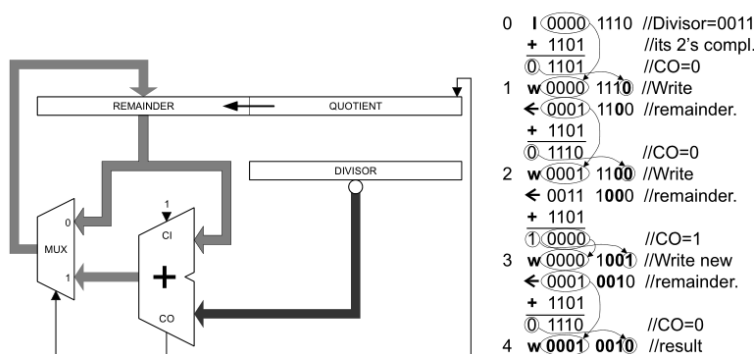 REMAINDER
QUOTIENT
DIVISOR
1
0
CI
MUX
+
1
CO
0 I 0000 1110 //Divisor=0011
+ 1101 //its 2's compl.
0 1101 //CO=0
1 w 0000 1110 //Write
← 0001 1100 //remainder.
+ 1101
0 1110 //CO=0
2 w 0001 1100 //Write
← 0011 1000 //remainder.
+ 1101
1 0000 //CO=1
3 w 0000 1001 //Write new
← 0001 0010 //remainder.
+ 1101
0 1110 //CO=0
4 w 0001 0010 //result